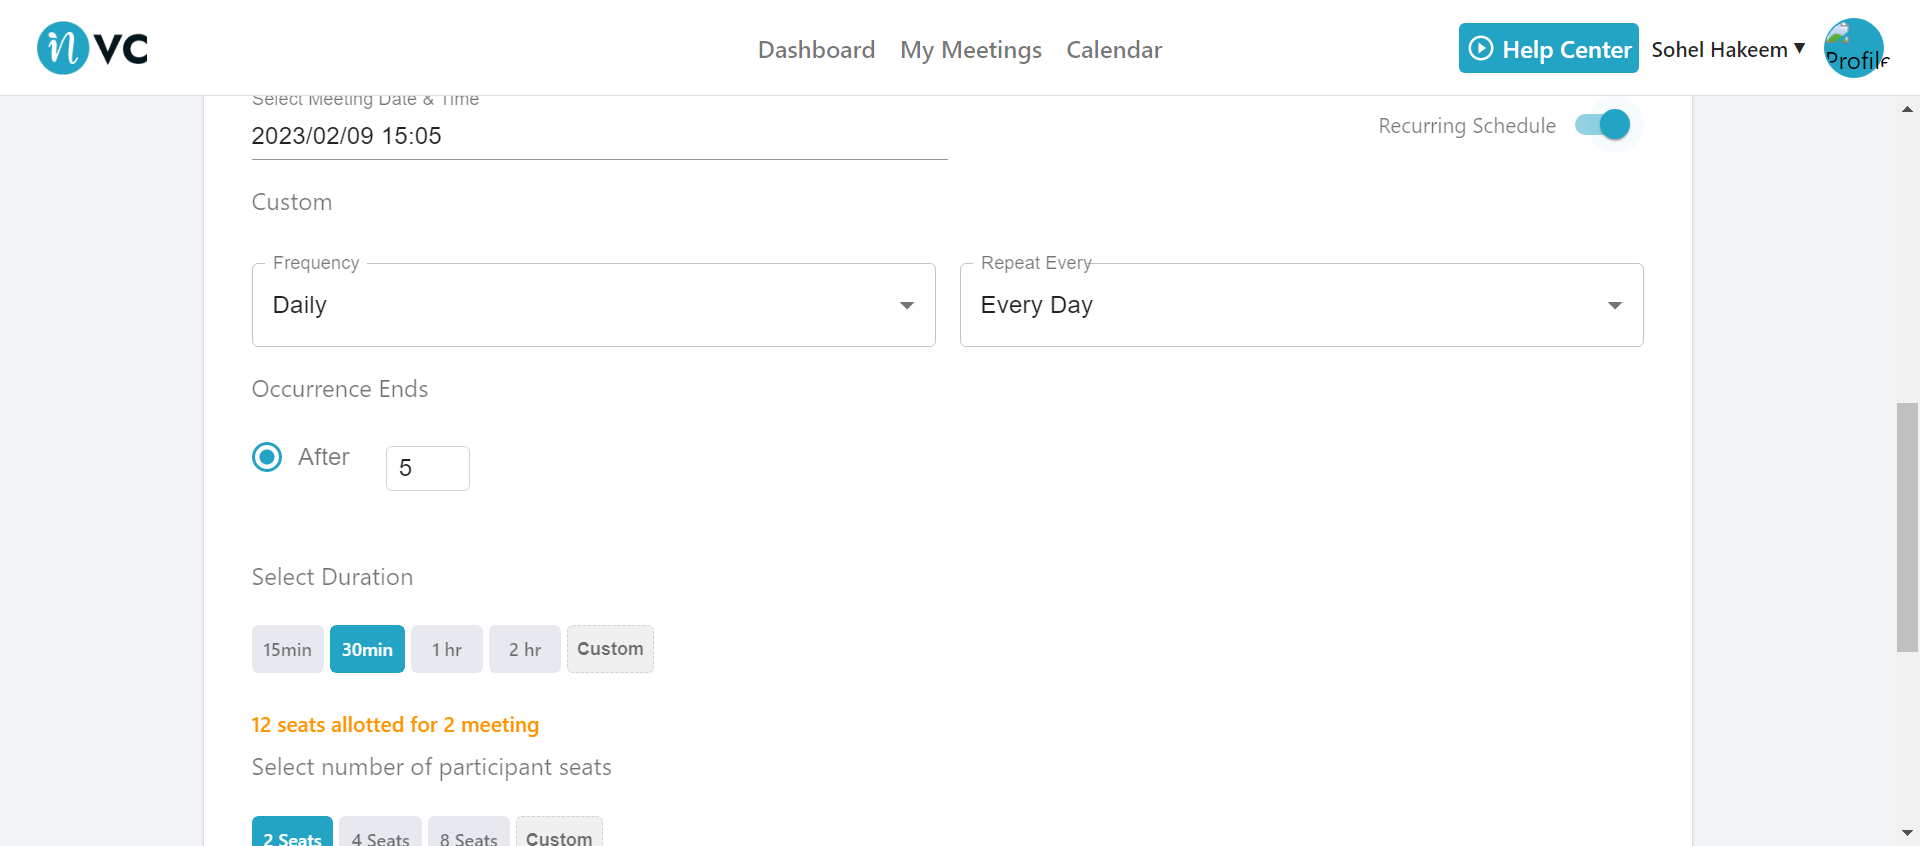 n VC
Dashboard My Meetings Calendar
Help Center
Sohel Hakeem ▼
Profile
Select Meeting Date & Time
2023/02/09 15:05
Recurring Schedule
Custom
Frequency
Daily
Repeat Every
Every Day
Occurrence Ends
After 5
Select Duration
15min 30min 1 hr 2 hr Custom
12 seats allotted for 2 meeting
Select number of participant seats
2 Seats 4 Seats 8 Seats Custom